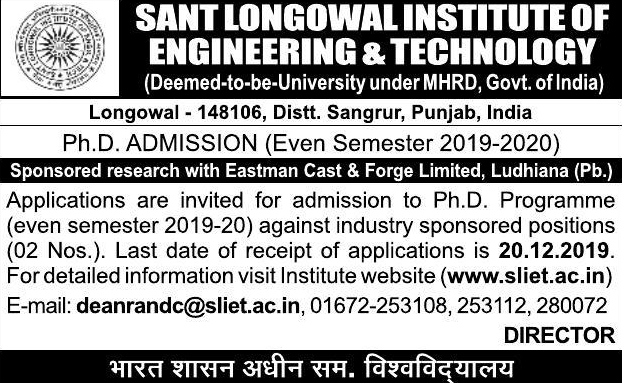 SANT LONGOWAL INSTITUTE OF
ENGINEERING & TECHNOLOGY
(Deemed-to-be-University under MHRD, Govt. of India)
Longowal - 148106, Distt. Sangrur, Punjab, India
Ph.D. ADMISSION (Even Semester 2019-2020)
Sponsored research with Eastman Cast & Forge Limited, Ludhiana (Pb.)
Applications are invited for admission to Ph.D. Programme
(even semester 2019-20) against industry sponsored positions
(02 Nos.). Last date of receipt of applications is 20.12.2019.
For detailed information visit Institute website (www.sliet.ac.in)
E-mail: deanrandc@sliet.ac.in, 01672-253108, 253112, 280072
DIRECTOR
भारत शासन अधीन सम. विश्वविद्यालय